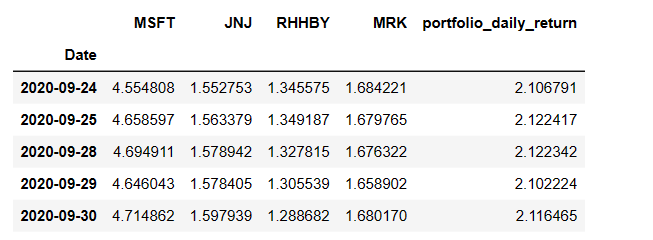 MSFT JNJ RHHBY MRK portfolio_daily_return
Date
2020-09-24 4.554808 1.552753 1.345575 1.684221 2.106791
2020-09-25 4.658597 1.563379 1.349187 1.679765 2.122417
2020-09-28 4.694911 1.578942 1.327815 1.676322 2.122342
2020-09-29 4.646043 1.578405 1.305539 1.658902 2.102224
2020-09-30 4.714862 1.597939 1.288682 1.680170 2.116465